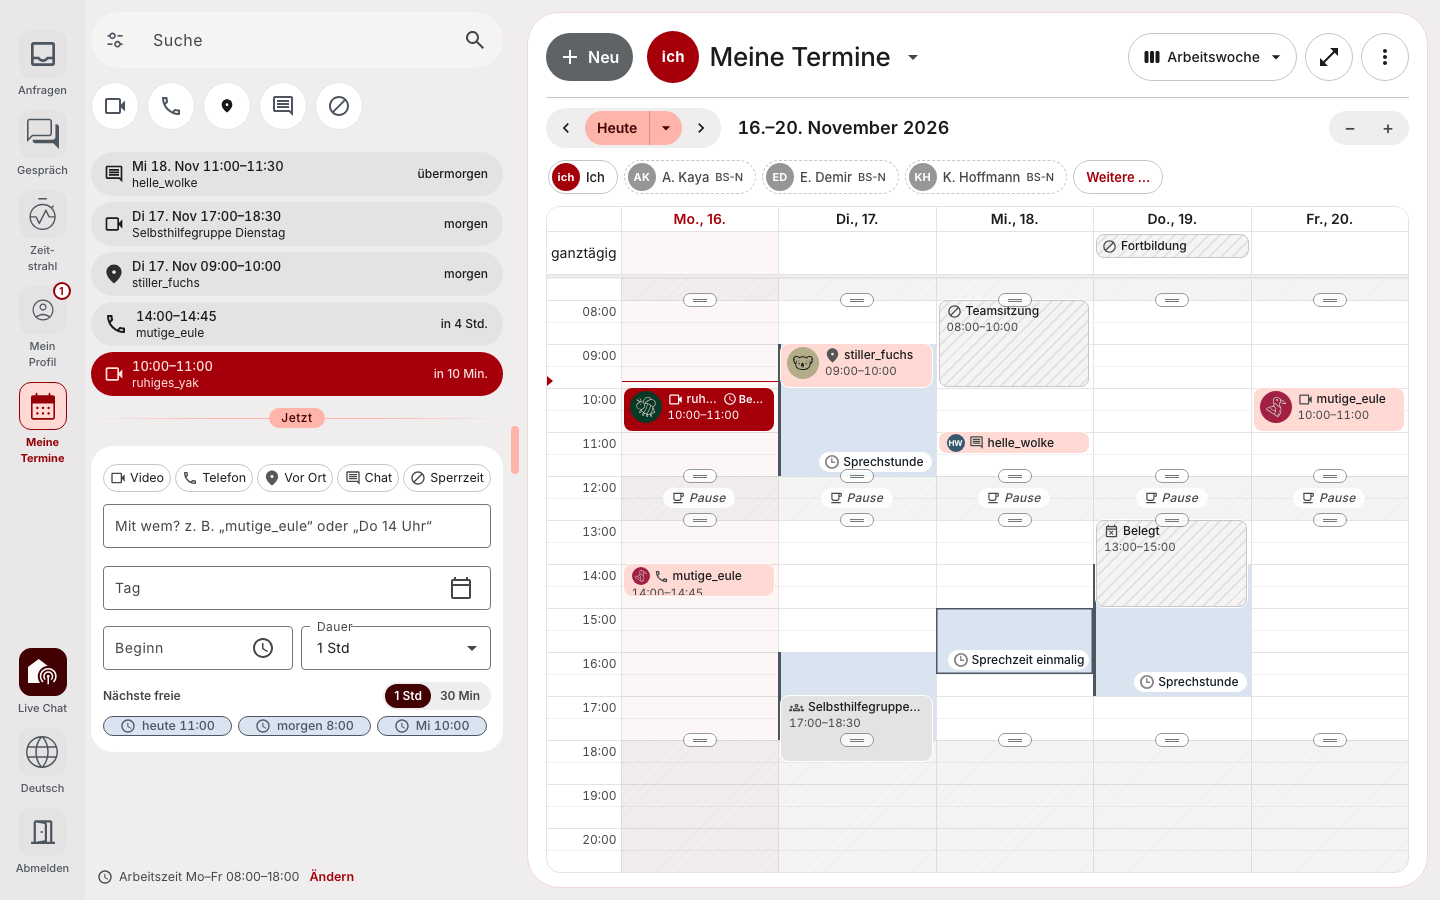 Anfragen
Gespräch
Zeit-
strahl
1
Mein
Profil
Meine
Termine
Live Chat
Deutsch
Abmelden
Suche
Mi 18. Nov 11:00–11:30
helle_wolke
übermorgen
Di 17. Nov 17:00–18:30
Selbsthilfegruppe Dienstag
morgen
Di 17. Nov 09:00–10:00
stiller_fuchs
morgen
14:00–14:45
mutige_eule
in 4 Std.
10:00–11:00
ruhiges_yak
in 10 Min.
Jetzt
Video
Telefon
Vor Ort
Chat
Sperrzeit
Mit wem? z. B. „mutige_eule“ oder „Do 14 Uhr“
Tag
Beginn
Dauer
1 Std
Nächste freie
1 Std
30 Min
heute 11:00
morgen 8:00
Mi 10:00
Arbeitszeit Mo–Fr 08:00–18:00 Ändern
+ Neu
ich
Meine Termine
Arbeitswoche
Heute
16.–20. November 2026
ich Ich
AK A. Kaya BS-N
ED E. Demir BS-N
KH K. Hoffmann BS-N
Weitere ...
Mo., 16.
Di., 17.
Mi., 18.
Do., 19.
Fr., 20.
ganztägig
Fortbildung
08:00
09:00
10:00
11:00
12:00
13:00
14:00
15:00
16:00
17:00
18:00
19:00
20:00
ruh... Be...
10:00–11:00
Pause
mutige_eule
14:00–14:45
stiller_fuchs
09:00–10:00
Sprechstunde
Pause
Selbsthilfegruppe...
17:00–18:30
Teamsitzung
08:00–10:00
HW helle_wolke
Pause
Sprechzeit einmalig
Pause
Belegt
13:00–15:00
Sprechstunde
mutige_eule
10:00–11:00
Pause